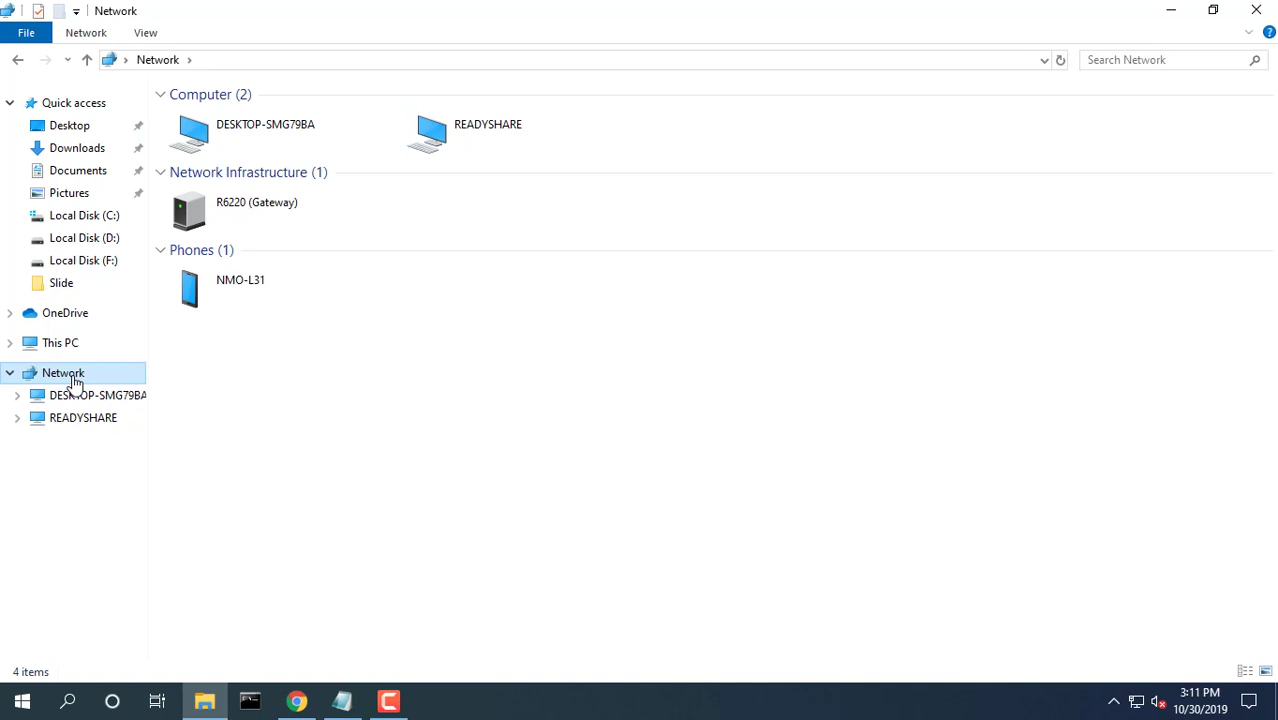 Network
File
Network
View
Network
Search Network
Quick access
Desktop
Downloads
Documents
Pictures
Local Disk (C:)
Local Disk (D:)
Local Disk (F:)
Slide
OneDrive
This PC
Network
DESKTOP-SMG79BA
READYSHARE
Computer (2)
DESKTOP-SMG79BA
READYSHARE
Network Infrastructure (1)
R6220 (Gateway)
Phones (1)
NMO-L31
4 items
3:11 PM
10/30/2019